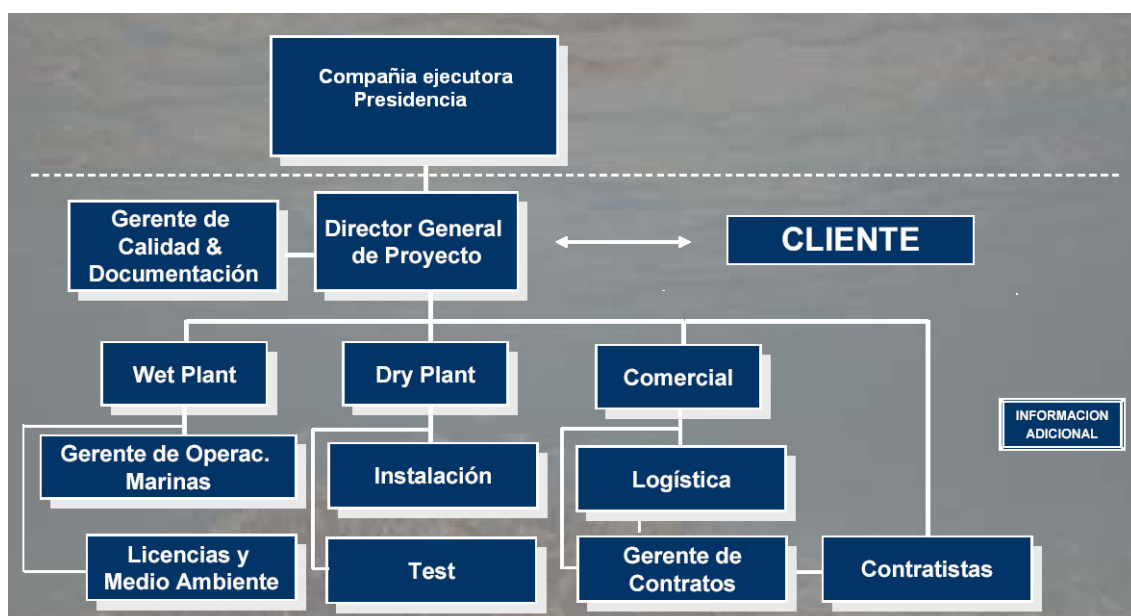 Compañia ejecutora
Presidencia
Gerente de
Calidad &
Documentación
Director General
de Proyecto
CLIENTE
Wet Plant
Dry Plant
Comercial
INFORMACION
ADICIONAL
Gerente de Operac.
Marinas
Instalación
Logística
Licencias y
Medio Ambiente
Test
Gerente de
Contratos
Contratistas